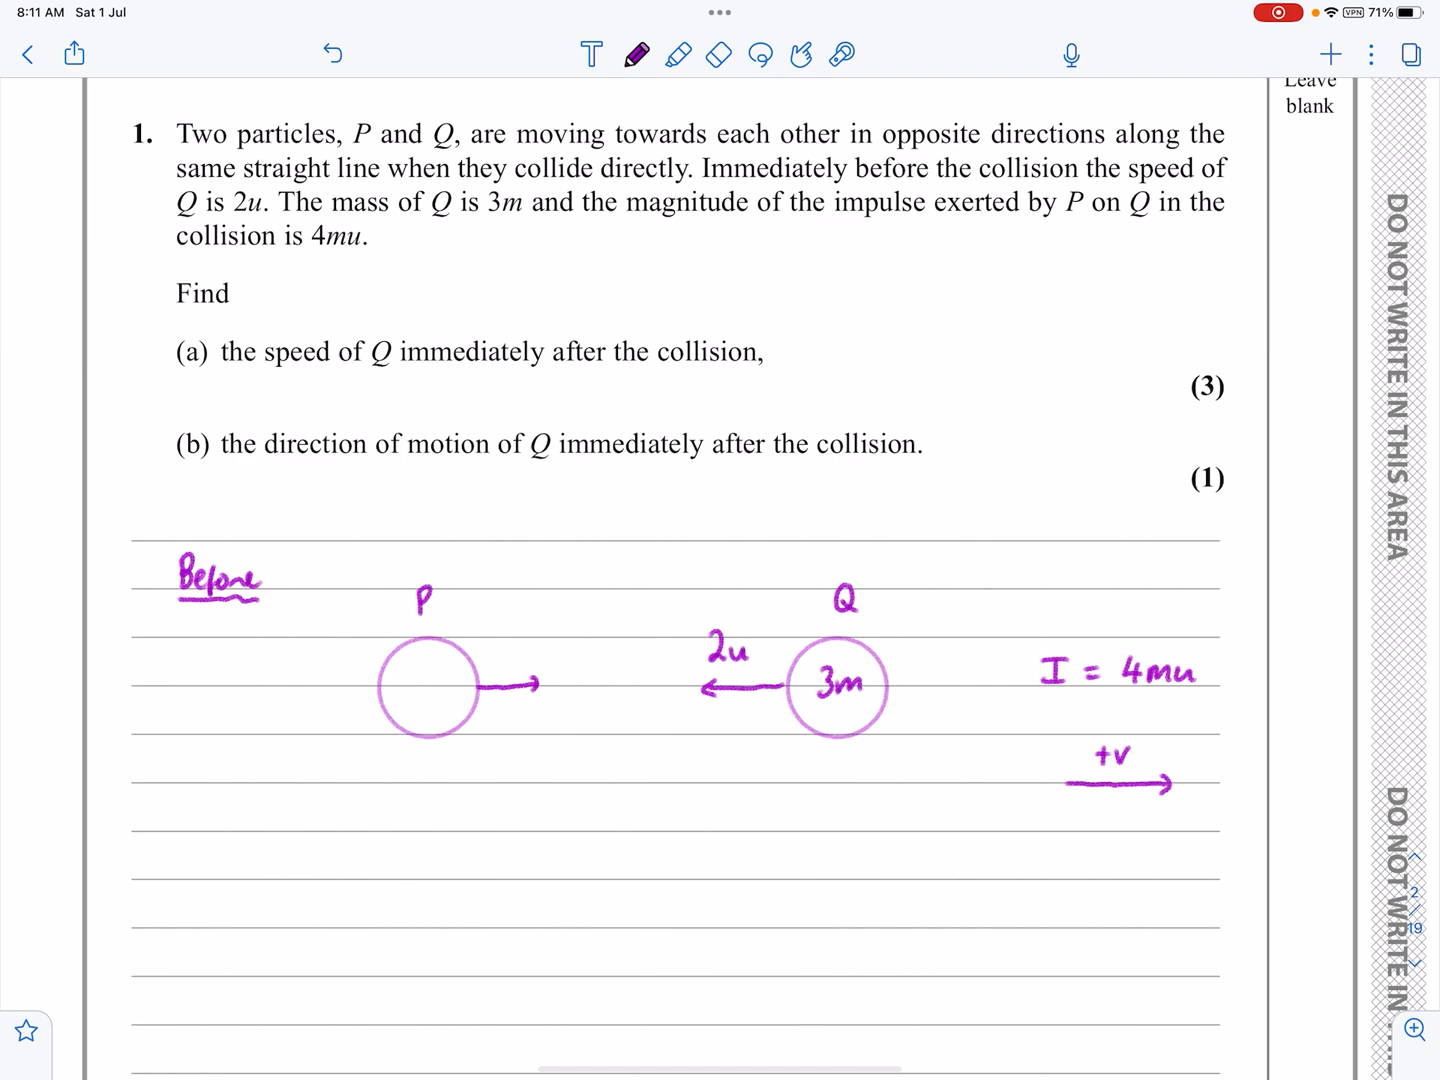 8:11 AM Sat 1 Jul
VPN 71%
Leave
blank
1. Two particles, P and Q, are moving towards each other in opposite directions along the
same straight line when they collide directly. Immediately before the collision the speed of
Q is 2u. The mass of Q is 3m and the magnitude of the impulse exerted by P on Q in the
collision is 4mu.
Find
(a) the speed of Q immediately after the collision,
(3)
(b) the direction of motion of Q immediately after the collision.
(1)
Before
P
Q
2u
3m
I = 4mu
+v
DO NOT WRITE IN THIS AREA
DO NOT WRITE IN
2
19
T